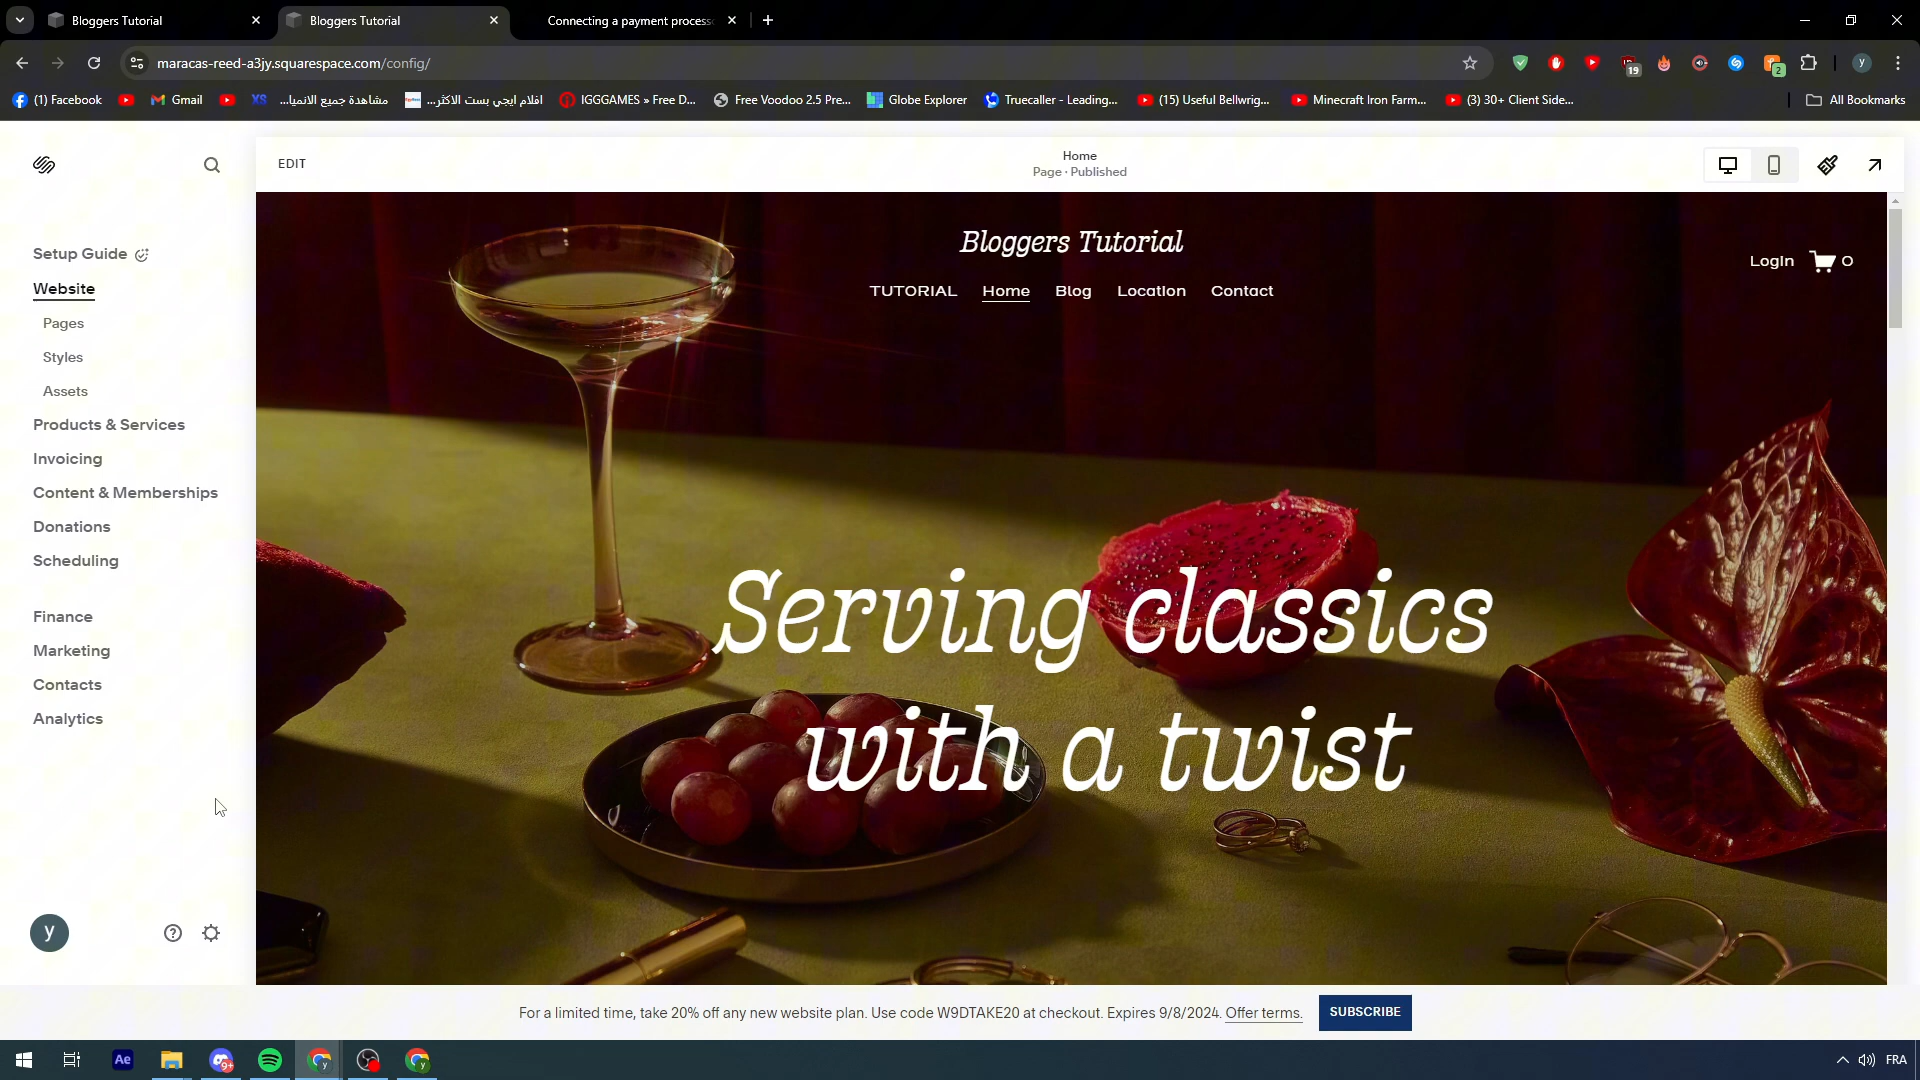 Bloggers Tutorial
Bloggers Tutorial
Connecting a payment process
maracas-reed-a3jy.squarespace.com/config/
19
2
y
(1) Facebook
Gmail
XS
مشاهدة جميع الانميا...
افلام ايجي بست الاكثر...
IGGGAMES » Free D...
Free Voodoo 2.5 Pre...
Globe Explorer
Truecaller - Leading...
(15) Useful Bellwrig...
Minecraft Iron Farm...
(3) 30+ Client Side...
All Bookmarks
EDIT
Home
Page · Published
Setup Guide
Website
Pages
Styles
Assets
Products & Services
Invoicing
Content & Memberships
Donations
Scheduling
Finance
Marketing
Contacts
Analytics
y
Bloggers Tutorial
TUTORIAL Home Blog Location Contact
Login 0
Serving classics
with a twist
For a limited time, take 20% off any new website plan. Use code W9DTAKE20 at checkout. Expires 9/8/2024. Offer terms.
SUBSCRIBE
Ae
9+
FRA